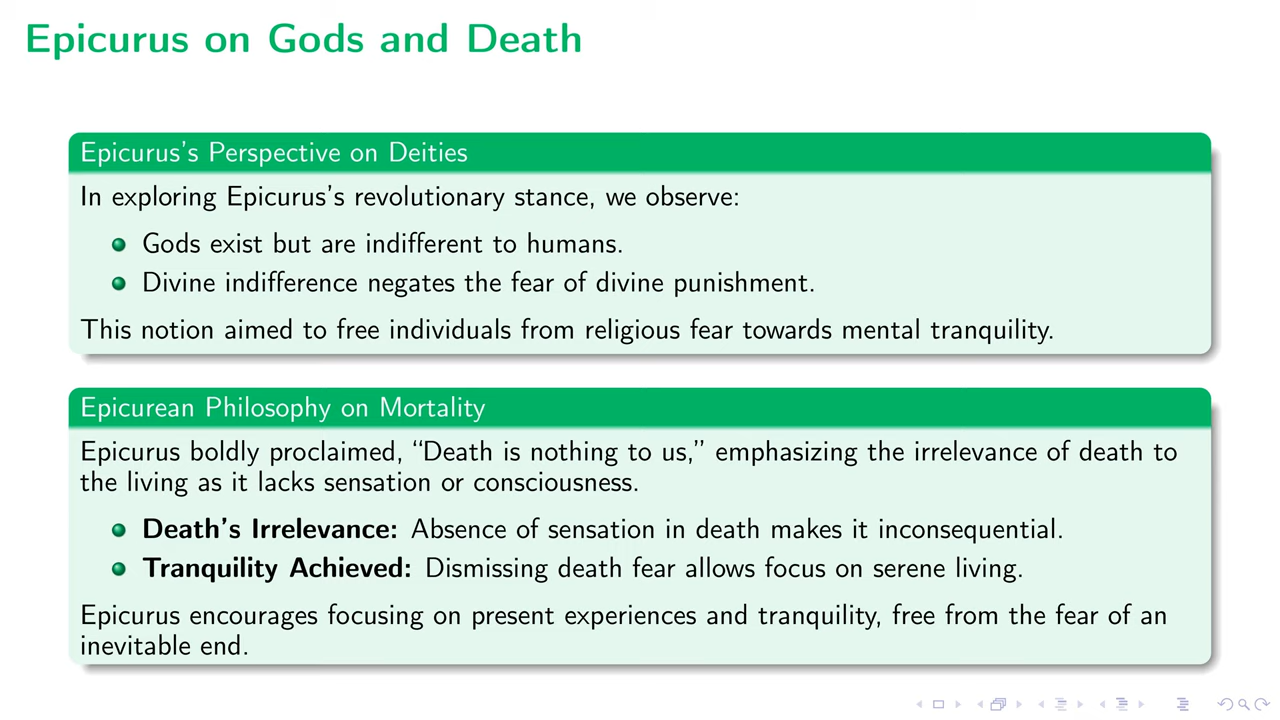 Epicurus on Gods and Death
Epicurus's Perspective on Deities
In exploring Epicurus's revolutionary stance, we observe:
Gods exist but are indifferent to humans.
Divine indifference negates the fear of divine punishment.
This notion aimed to free individuals from religious fear towards mental tranquility.
Epicurean Philosophy on Mortality
Epicurus boldly proclaimed, “Death is nothing to us,” emphasizing the irrelevance of death to
the living as it lacks sensation or consciousness.
Death's Irrelevance: Absence of sensation in death makes it inconsequential.
Tranquility Achieved: Dismissing death fear allows focus on serene living.
Epicurus encourages focusing on present experiences and tranquility, free from the fear of an
inevitable end.